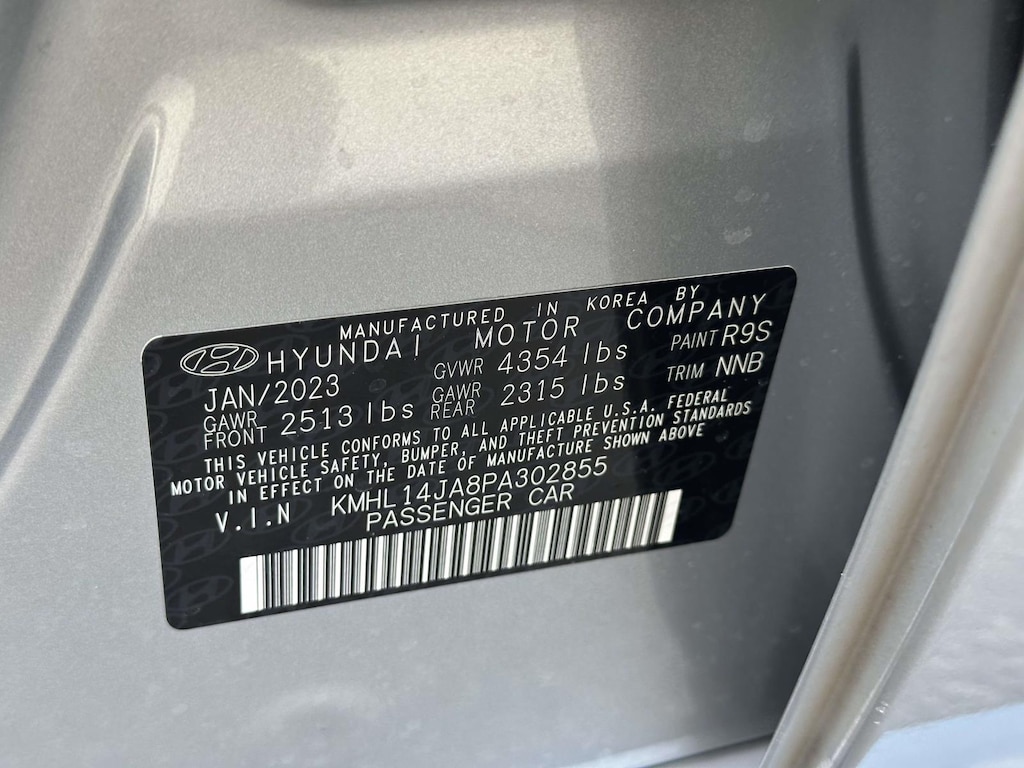 MANUFACTURED IN KOREA BY
HYUNDAI MOTOR COMPANY
JAN/2023 GVWR 4354 lbs PAINT R9S
GAWR FRONT 2513 lbs GAWR REAR 2315 lbs TRIM NNB
THIS VEHICLE CONFORMS TO ALL APPLICABLE U.S.A. FEDERAL
MOTOR VEHICLE SAFETY, BUMPER, AND THEFT PREVENTION STANDARDS
IN EFFECT ON THE DATE OF MANUFACTURE SHOWN ABOVE
V.I.N KMHL14JA8PA302855
PASSENGER CAR